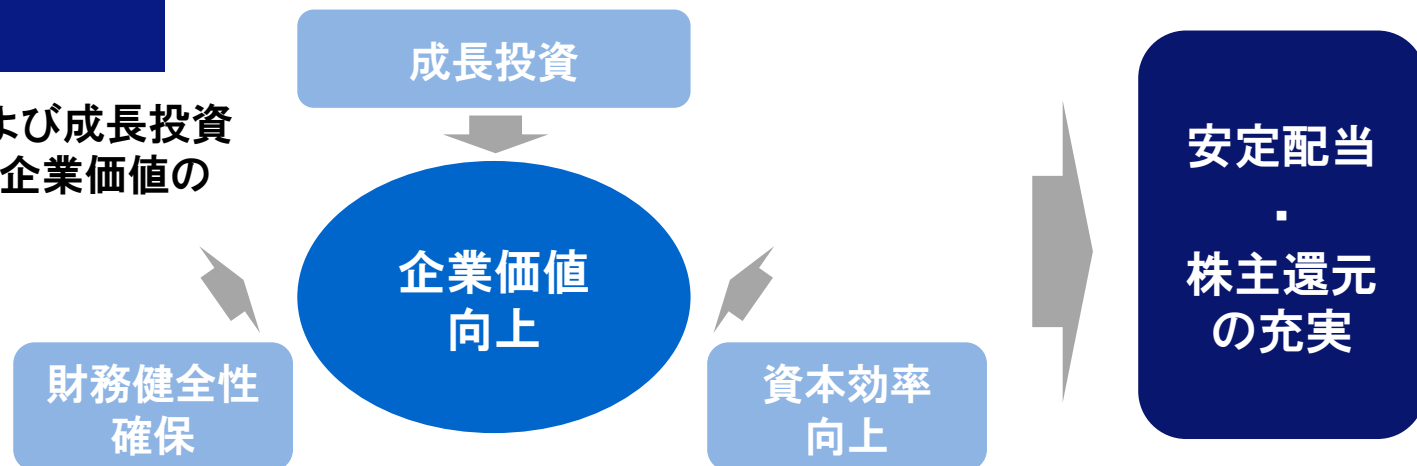 成長投資
よび成長投資
企業価値の
企業価値
向上
財務健全性
確保
資本効率
向上
安定配当
・
株主還元
の充実